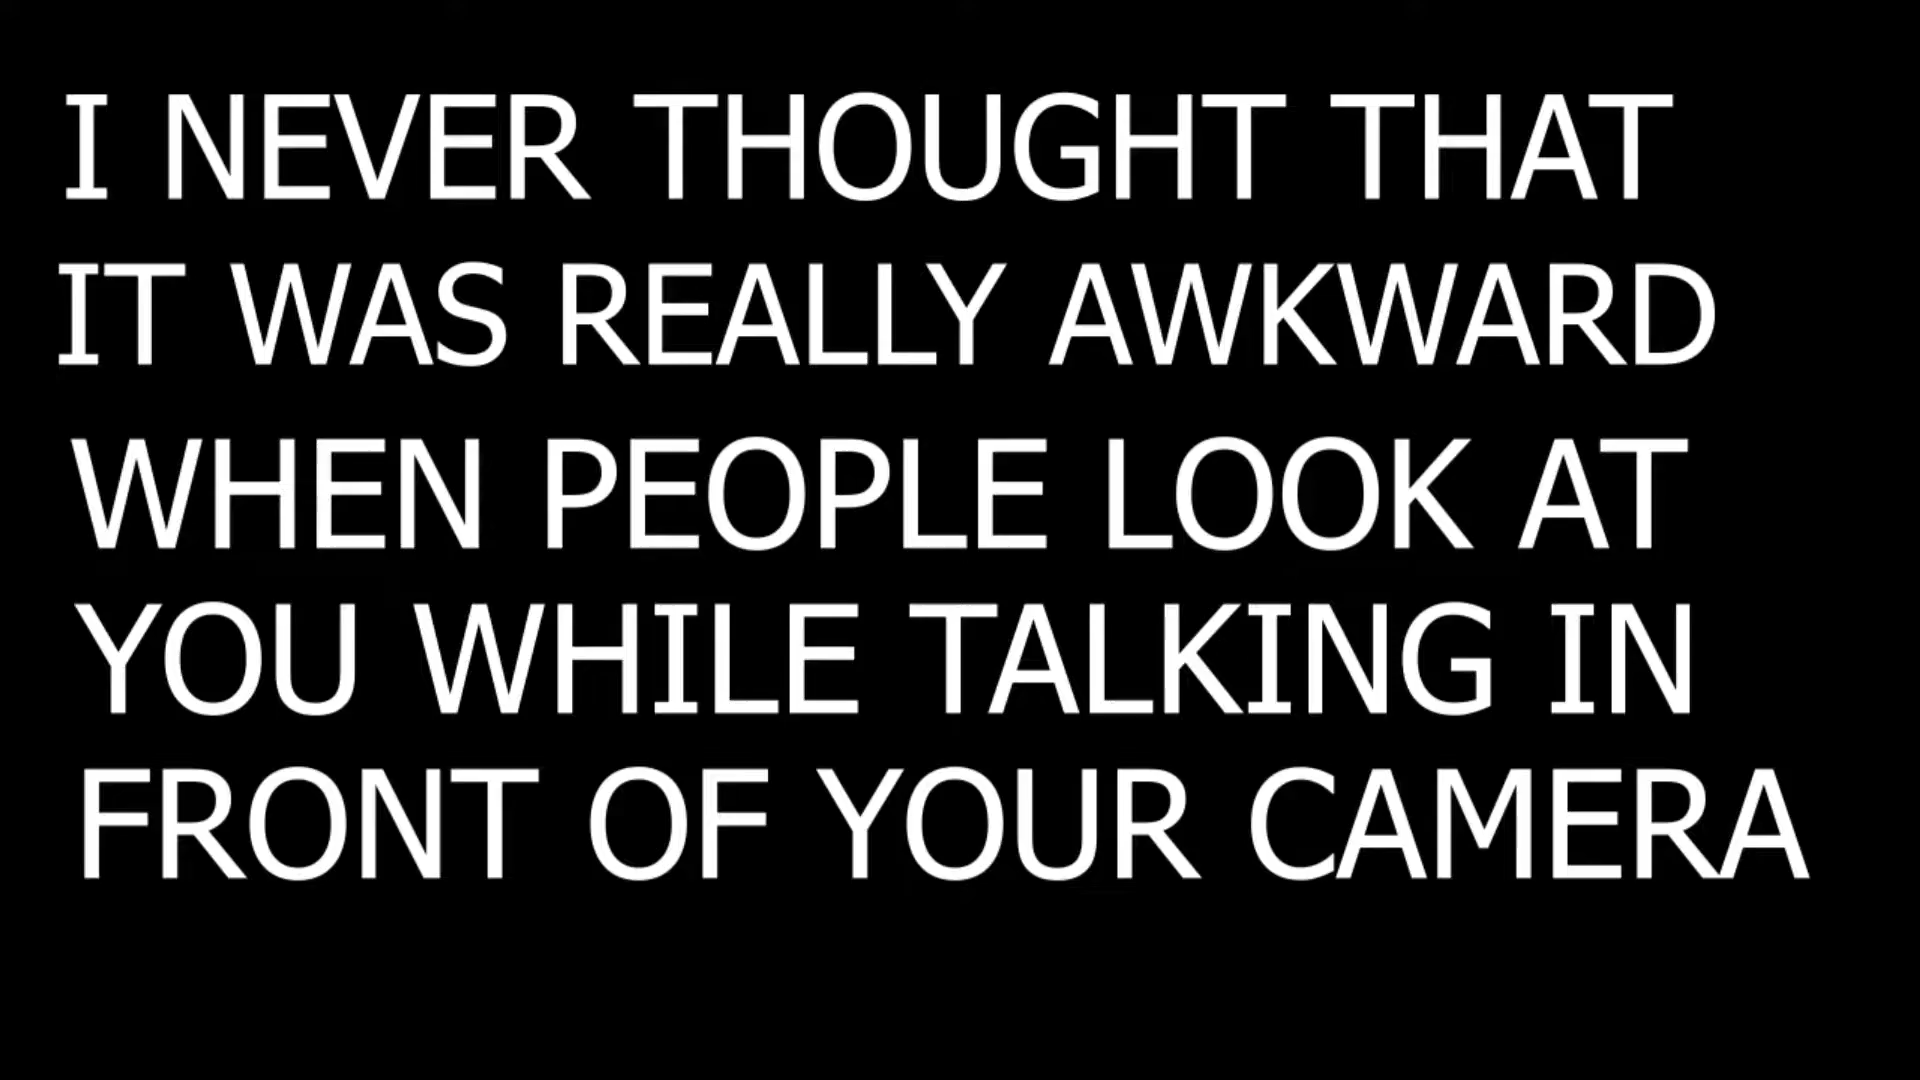 I NEVER THOUGHT THAT
IT WAS REALLY AWKWARD
WHEN PEOPLE LOOK AT
YOU WHILE TALKING IN
FRONT OF YOUR CAMERA